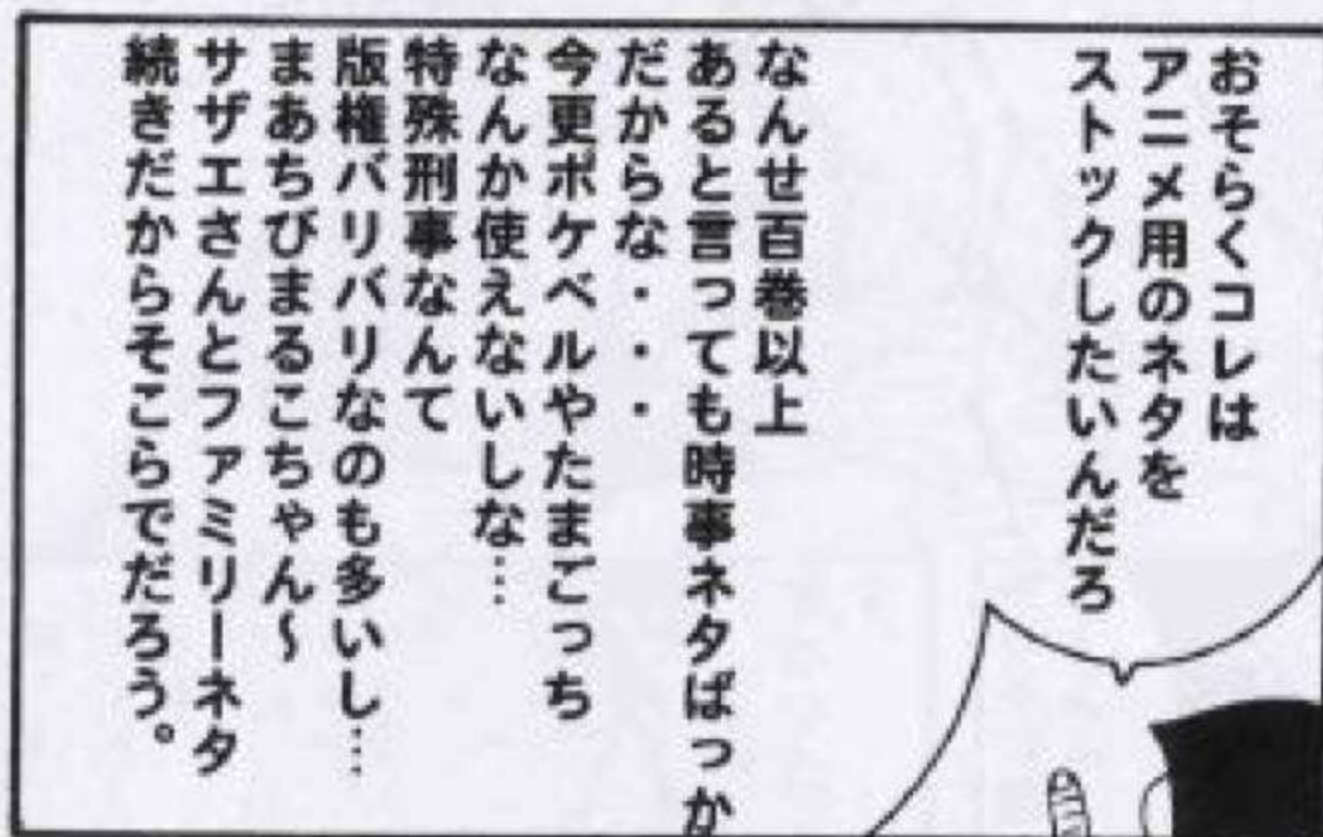 おそらくコレは
アニメ用のネタを
ストックしたいんだろ
なんせ百巻以上
あると言っても時事ネタばっか
だからな・・・
今更ポケベルやたまごっち
なんか使えないしな…
特殊刑事なんて
版権バリバリなのも多いし…
まあちびまるこちゃん～
サザエさんとファミリーネタ
続きだからそこらでだろう。